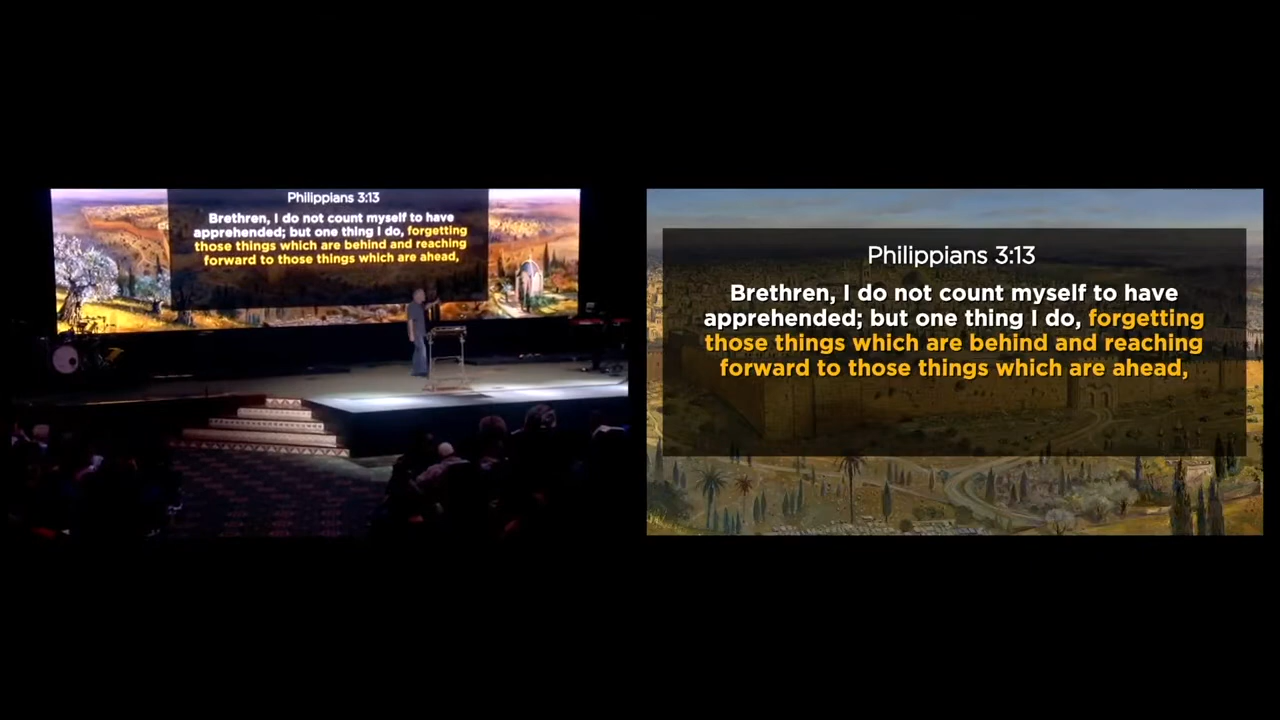 Philippians 3:13
Brethren, I do not count myself to have
apprehended; but one thing I do, forgetting
those things which are behind and reaching
forward to those things which are ahead,
Philippians 3:13
Brethren, I do not count myself to have
apprehended; but one thing I do, forgetting
those things which are behind and reaching
forward to those things which are ahead,